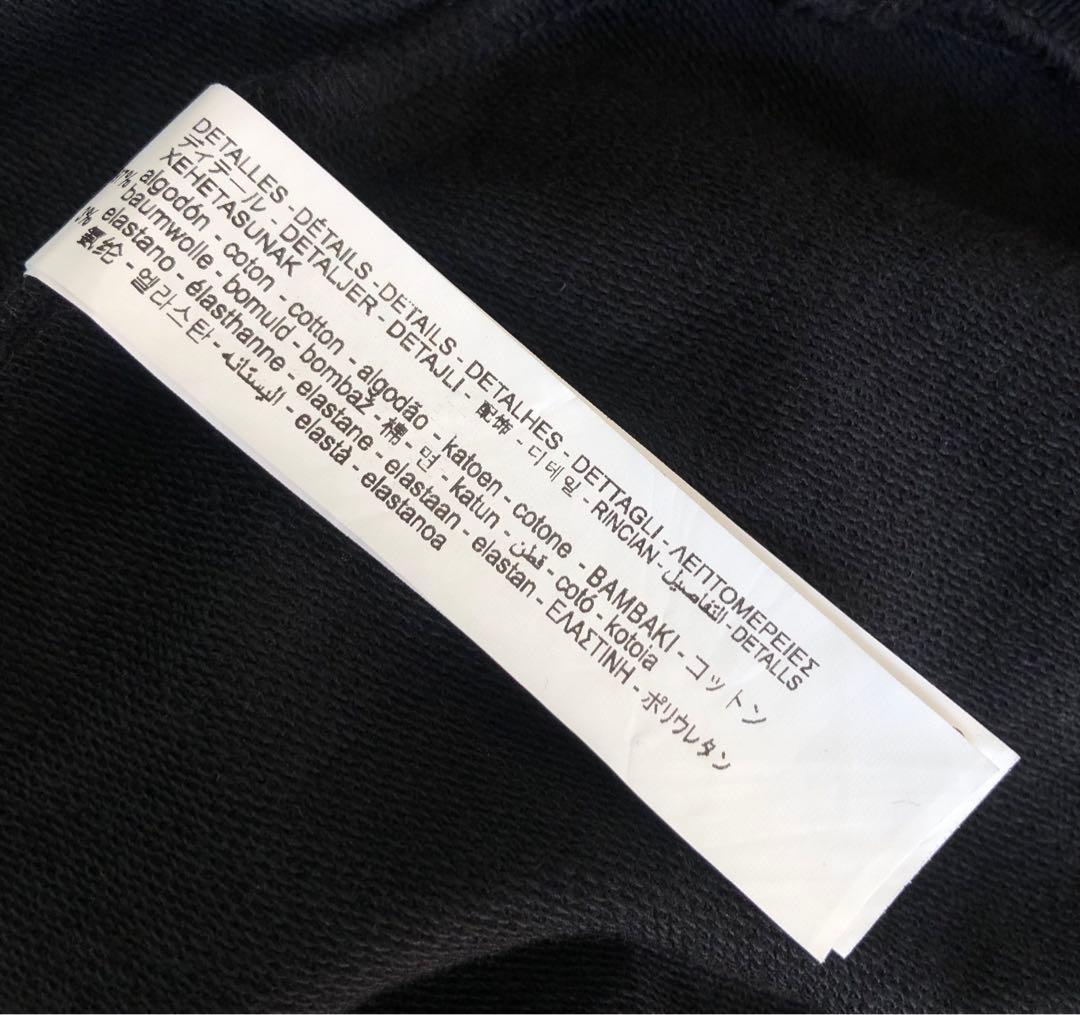 DETALLES - DÉTAILS - DETAILS - DETALHES - DETTAGLI - ΛΕΠΤΟΜΕΡΕΙΕΣ
ディテール - DETALJER - DETAJLI - 配饰 - 디테일 - RINCIAN - التفاصيل - DETALLS
XEHETASUNAK
algodón - coton - cotton - algodão - katoen - cotone - BAMBAKI - コットン
baumwolle - bomuld - bombaž - 棉 - 면 - katun - قطن - cotó - kotoia
elastano - élasthanne - elastane - elastaan - elastan - ΕΛΑΣΤΙΝΗ - ポリウレタン
氨纶 - 엘라스탄 - اليستانه - elastà - elastanoa